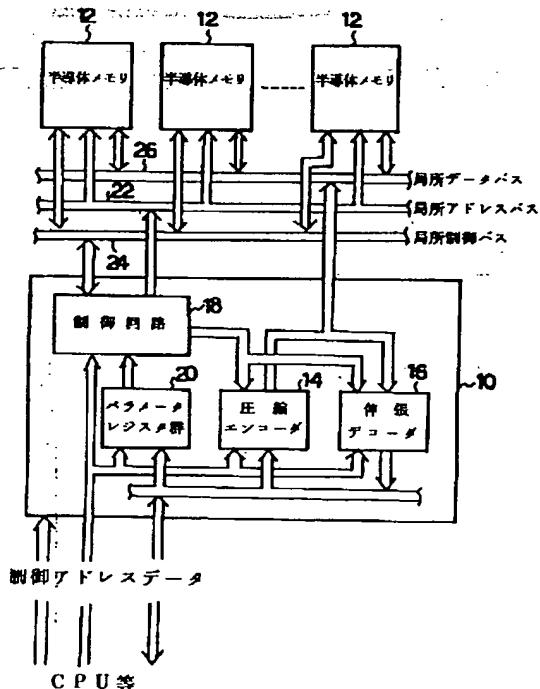 12 12 12
半導体メモリ 半導体メモリ 半導体メモリ
26
局所データバス
22
局所アドレスバス
局所制御バス
24
18
制御回路
10
20 14 16
パラメータ
レジスタ群
圧縮
エンコーダ
伸張
デコーダ
制御アドレスデータ
CPU等